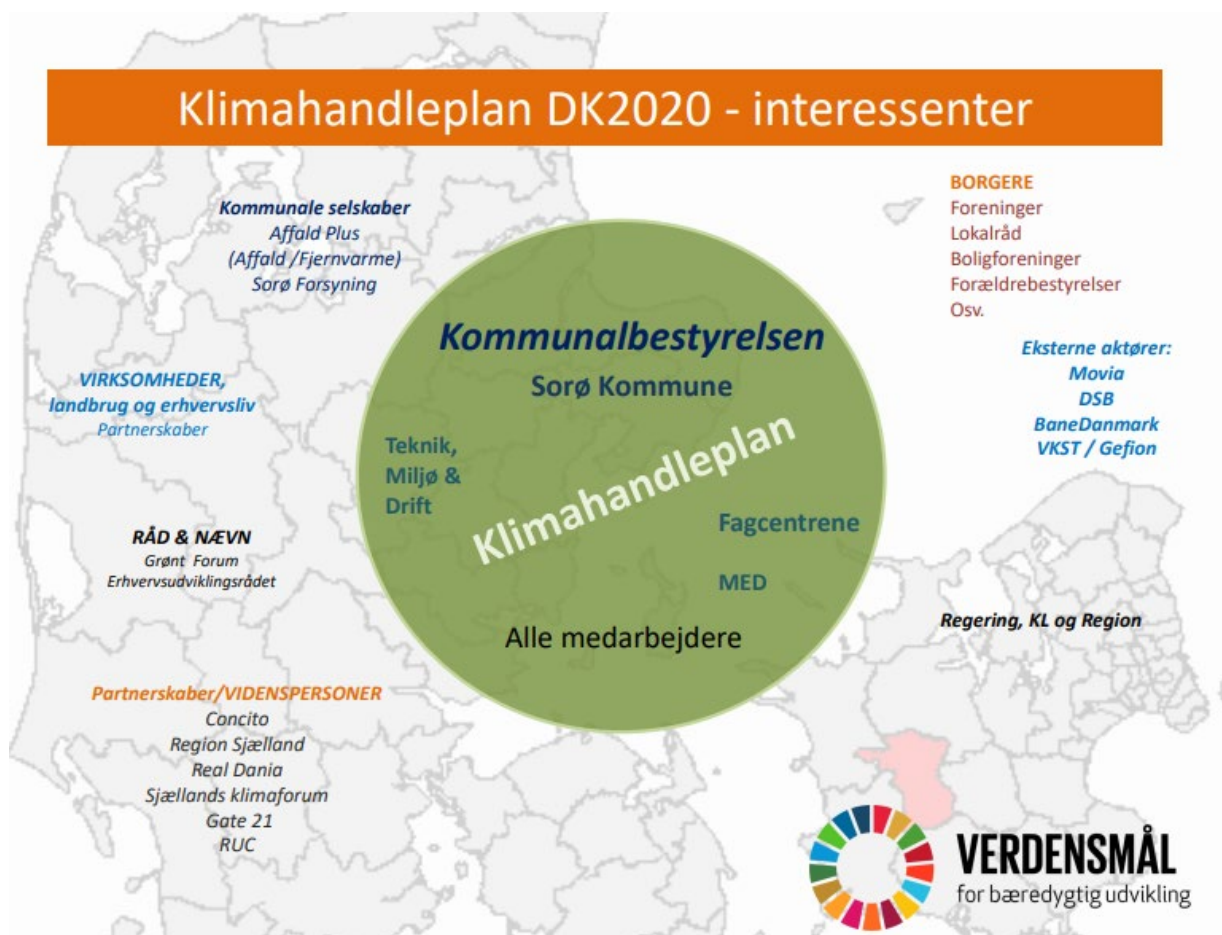 Klimahandleplan DK2020 - interessenter
Kommunale selskaber
Affald Plus
(Affald /Fjernvarme)
Sorø Forsyning
BORGERE
Foreninger
Lokalråd
Boligforeninger
Forældrebestyrelser
Osv.
Kommunalbestyrelsen
Sorø Kommune
Eksterne aktører:
Movia
DSB
BaneDanmark
VKST / Gefion
VIRKSOMHEDER,
landbrug og erhvervsliv
Partnerskaber
Teknik,
Miljø &
Drift
Klimahandleplan
Fagcentrene
MED
Alle medarbejdere
RÅD & NÆVN
Grønt Forum
Erhvervsudviklingsrådet
Regering, KL og Region
Partnerskaber/VIDENSPERSONER
Concito
Region Sjælland
Real Dania
Sjællands klimaforum
Gate 21
RUC
VERDENSMÅL
for bæredygtig udvikling